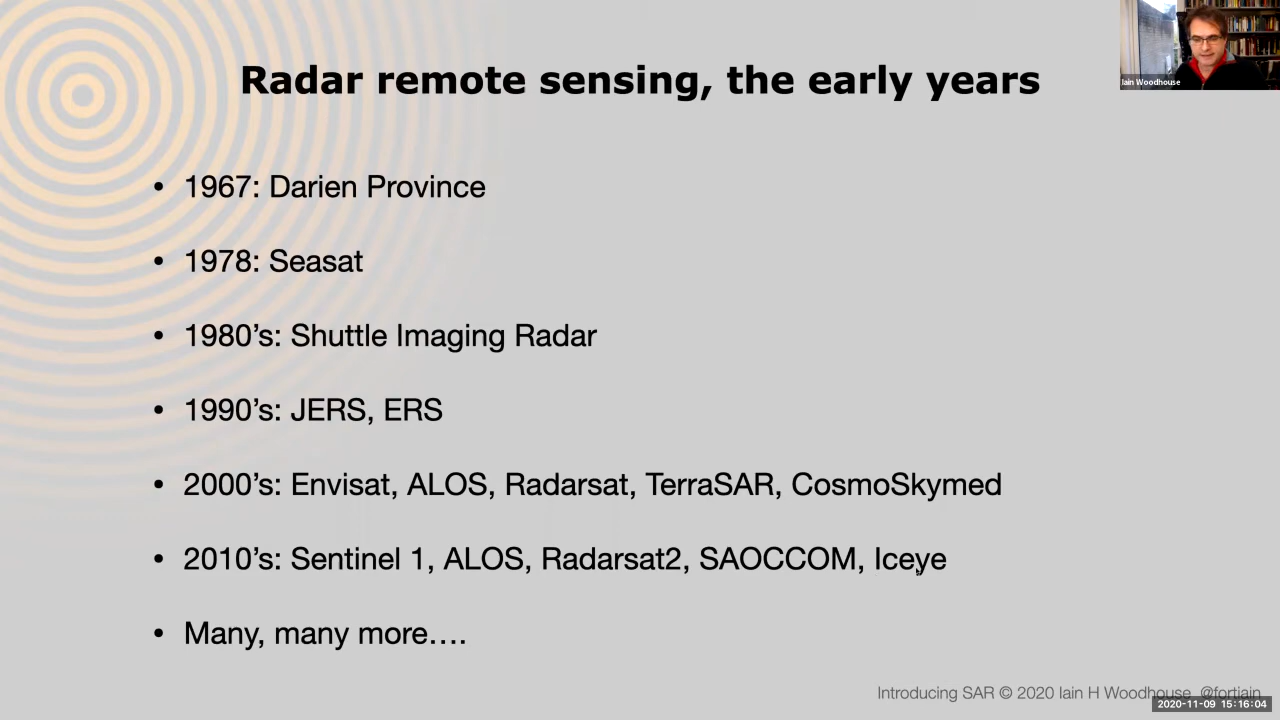 Radar remote sensing, the early years
Iain Woodhouse
• 1967: Darien Province
• 1978: Seasat
• 1980’s: Shuttle Imaging Radar
• 1990’s: JERS, ERS
• 2000’s: Envisat, ALOS, Radarsat, TerraSAR, CosmoSkymed
• 2010’s: Sentinel 1, ALOS, Radarsat2, SAOCCOM, Iceye
• Many, many more….
Introducing SAR © 2020 Iain H Woodhouse @fortiain
2020-11-09 15:16:04